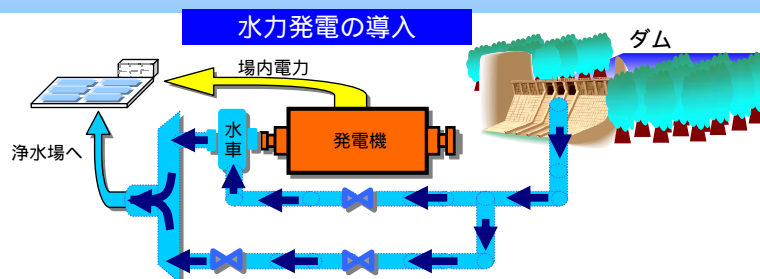 水力発電の導入
ダム
場内電力
水車
発電機
浄水場へ